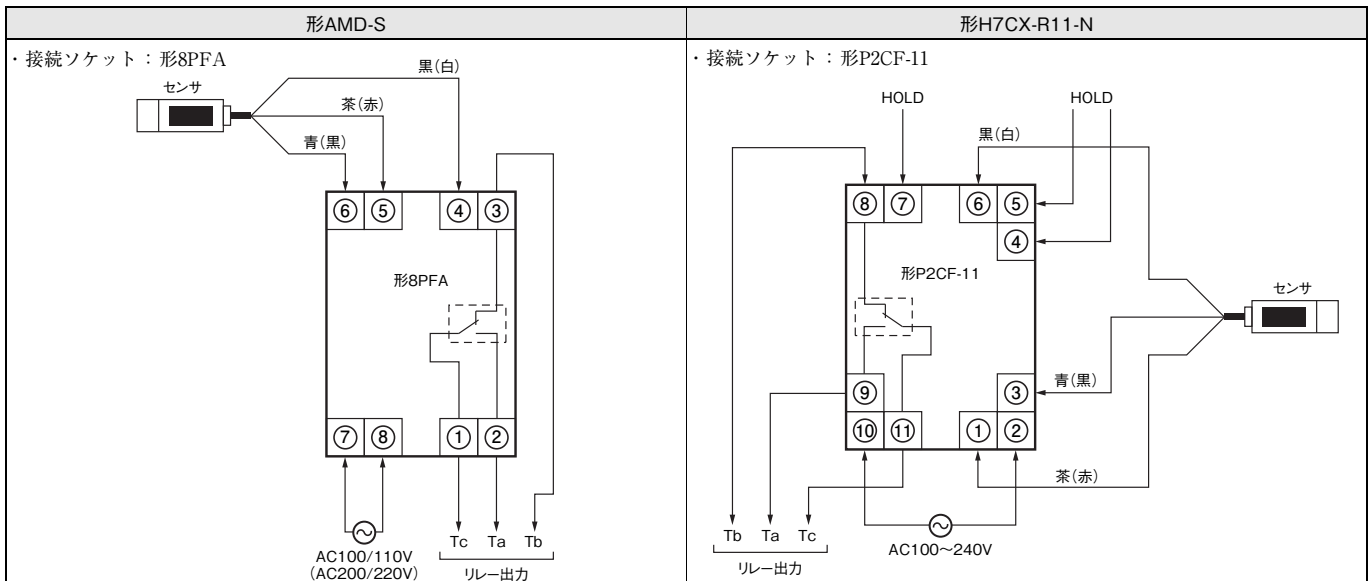 形AMD-S
・接続ソケット：形8PFA
センサ
黒(白)
茶(赤)
青(黒)
⑥ ⑤ ④ ③
形8PFA
⑦ ⑧ ① ②
Tc Ta Tb
AC100/110V
(AC200/220V)
リレー出力
形H7CX-R11-N
・接続ソケット：形P2CF-11
HOLD HOLD
黒(白)
⑧ ⑦ ⑥ ⑤
④
形P2CF-11
センサ
青(黒)
⑨ ③
⑩ ⑪ ① ②
茶(赤)
Tb Ta Tc
AC100～240V
リレー出力